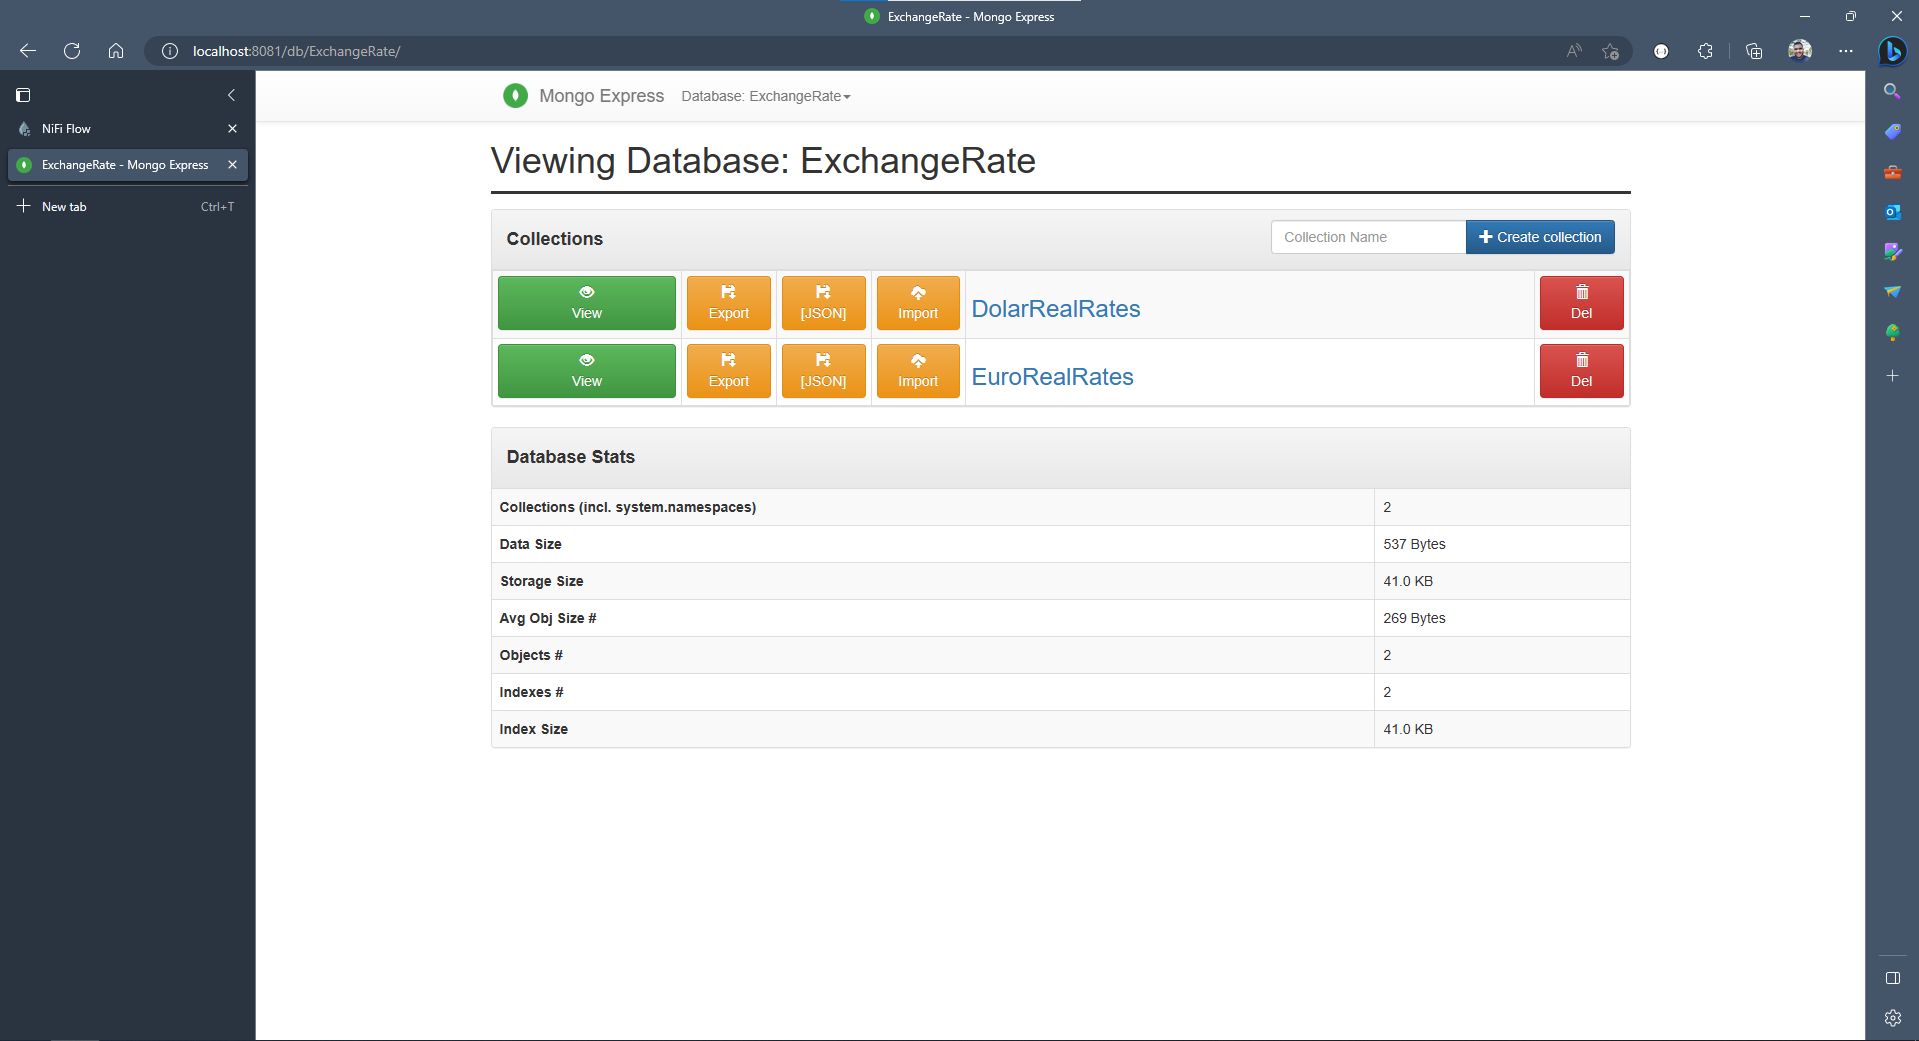 ExchangeRate - Mongo Express
localhost:8081/db/ExchangeRate/
NiFi Flow
ExchangeRate - Mongo Express
New tab Ctrl+T
Mongo Express Database: ExchangeRate
Viewing Database: ExchangeRate
Collections Collection Name Create collection
View Export [JSON] Import DolarRealRates Del
View Export [JSON] Import EuroRealRates Del
Database Stats
Collections (incl. system.namespaces) 2
Data Size 537 Bytes
Storage Size 41.0 KB
Avg Obj Size # 269 Bytes
Objects # 2
Indexes # 2
Index Size 41.0 KB